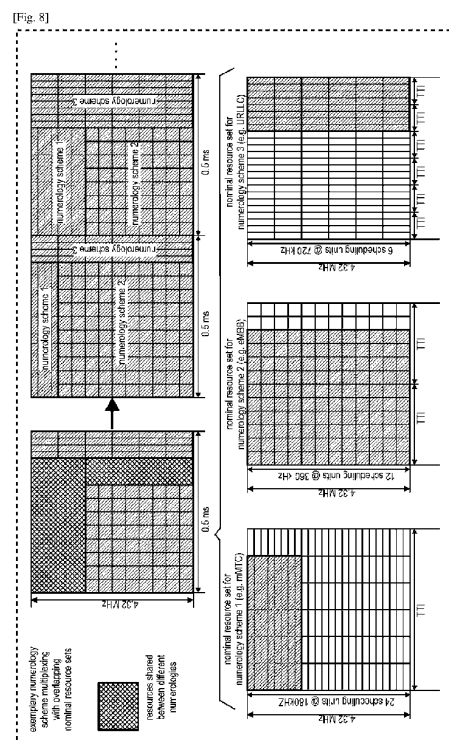 [Fig. 8]
exemplary numerology
scheme multiplexing
with overlapping
nominal resource sets
resources shared
between different
numerologies
4.32 MHz
0.5 ms
numerology scheme 1
numerology scheme 2
numerology
scheme 3
0.5 ms
numerology scheme 1
numerology scheme 2
numerology
scheme 3
0.5 ms
nominal resource set for
numerology scheme 1 (e.g. mMTC)
24 scheduling units @ 180kHZ
4.32 MHz
TTI
nominal resource set for
numerology scheme 2 (e.g. eMBB)
12 scheduling units @ 360 kHz
4.32 MHz
TTI
TTI
nominal resource set for
numerology scheme 3 (e.g. URLLC)
6 scheduling units @ 720 kHz
4.32 MHz
TTI
TTI
TTI
TTI
TTI
TTI